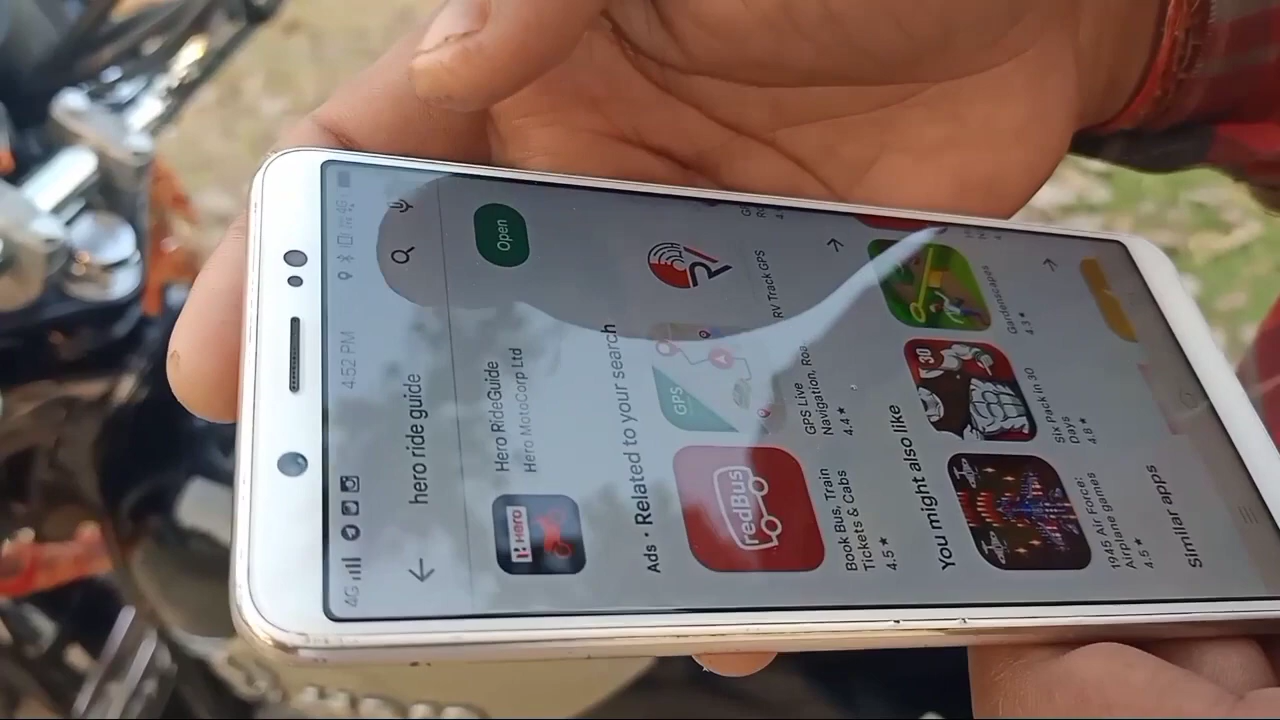 4G
4:52 PM
4G
hero ride guide
Hero
Hero RideGuide
Hero MotoCorp Ltd
Open
Ads • Related to your search
redBus
GPS
Book Bus, Train
Tickets & Cabs
4.5 ★
GPS Live
Navigation, Roa
4.4 ★
RV Track GPS
You might also like
30
1945 Air Force:
Airplane games
4.5 ★
Six Pack in 30
Days
4.8 ★
Gardenscapes
4.3 ★
Similar apps